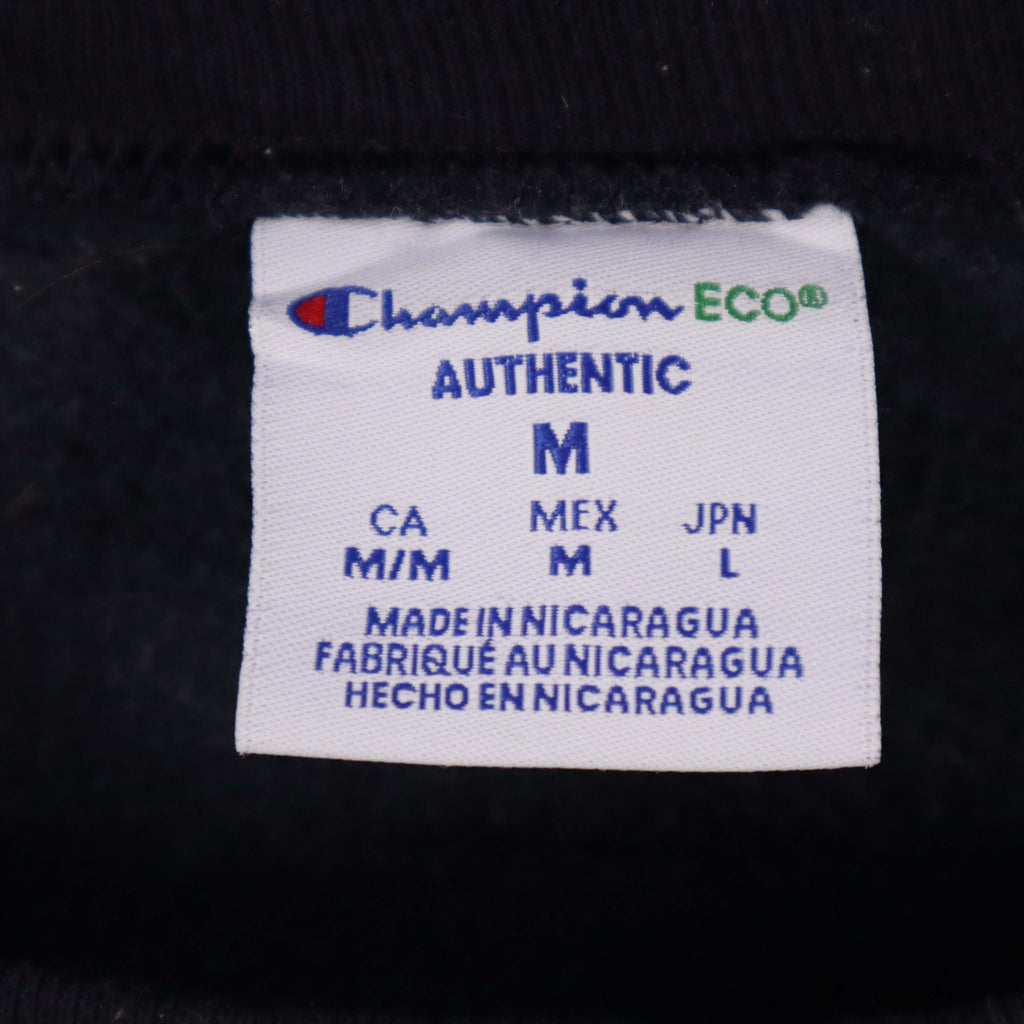 Champion ECO®
AUTHENTIC
M
CA MEX JPN
M/M M L
MADE IN NICARAGUA
FABRIQUÉ AU NICARAGUA
HECHO EN NICARAGUA